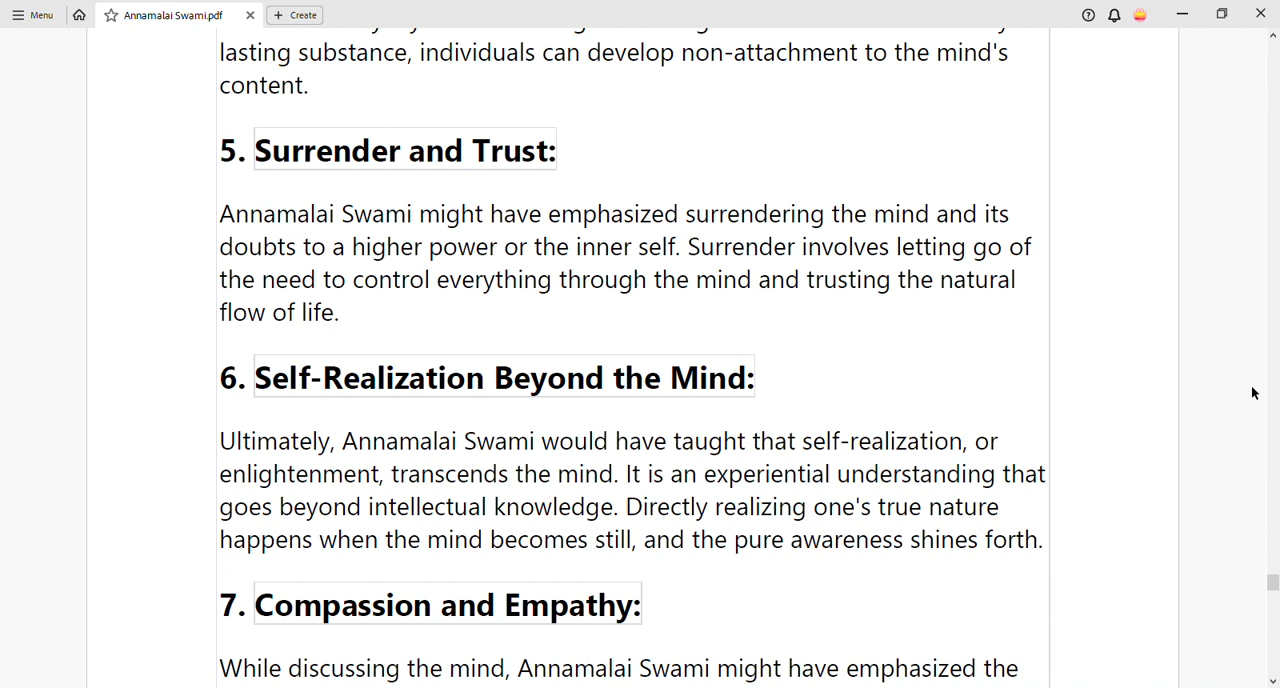 Menu
Annamalai Swami.pdf
Create
lasting substance, individuals can develop non-attachment to the mind's
content.
5. Surrender and Trust:
Annamalai Swami might have emphasized surrendering the mind and its
doubts to a higher power or the inner self. Surrender involves letting go of
the need to control everything through the mind and trusting the natural
flow of life.
6. Self-Realization Beyond the Mind:
Ultimately, Annamalai Swami would have taught that self-realization, or
enlightenment, transcends the mind. It is an experiential understanding that
goes beyond intellectual knowledge. Directly realizing one's true nature
happens when the mind becomes still, and the pure awareness shines forth.
7. Compassion and Empathy:
While discussing the mind, Annamalai Swami might have emphasized the